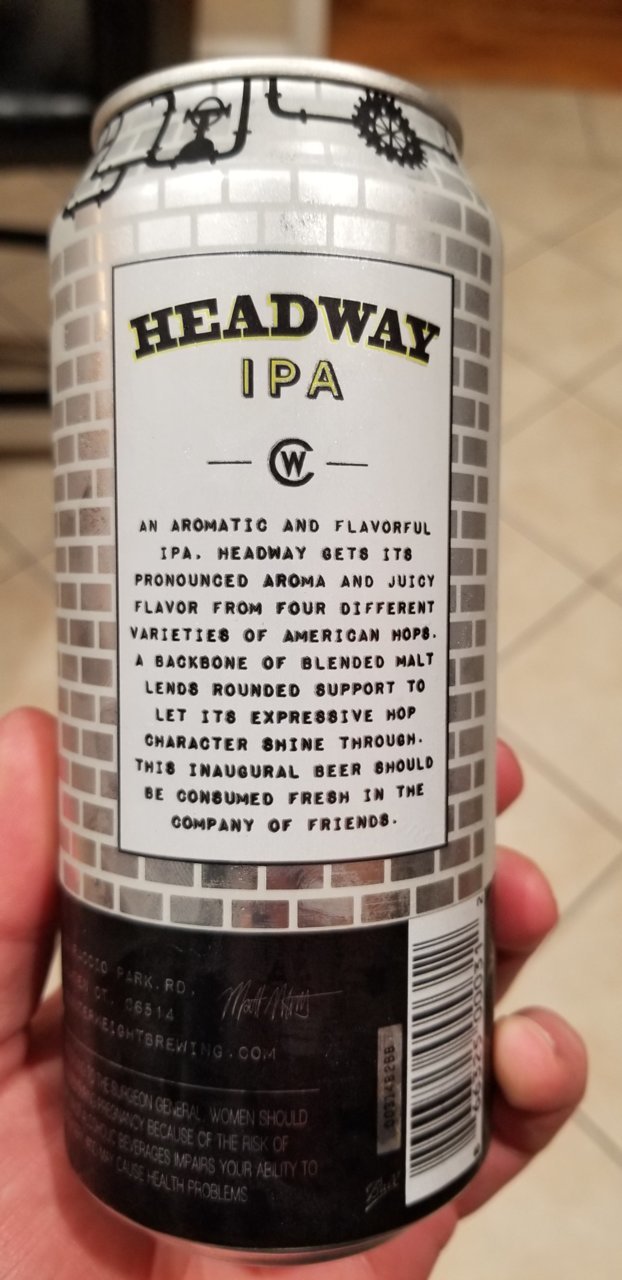 HEADWAY
IPA
CW
AN AROMATIC AND FLAVORFUL
IPA. HEADWAY GETS ITS
PRONOUNCED AROMA AND JUICY
FLAVOR FROM FOUR DIFFERENT
VARIETIES OF AMERICAN HOPS.
A BACKBONE OF BLENDED MALT
LENDS ROUNDED SUPPORT TO
LET ITS EXPRESSIVE HOP
CHARACTER SHINE THROUGH.
THIS INAUGURAL BEER SHOULD
BE CONSUMED FRESH IN THE
COMPANY OF FRIENDS.
PARK.RD.
CT. 06514
ERWEIGHTBREWING.COM
TO THE SURGEON GENERAL, WOMEN SHOULD
PREGNANCY BECAUSE OF THE RISK OF
BEVERAGES IMPAIRS YOUR ABILITY TO
MAY CAUSE HEALTH PROBLEMS